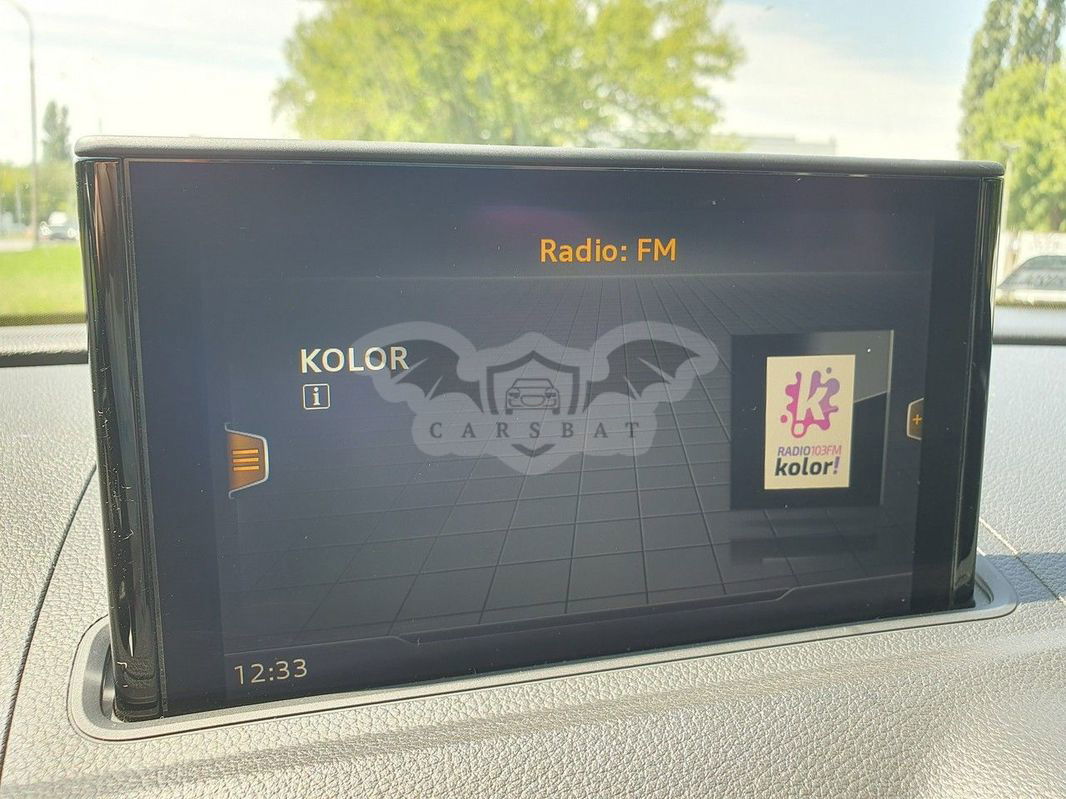 Radio: FM
KOLOR
i
CARSBAT
k
RADIO103FM
kolor!
+
12:33